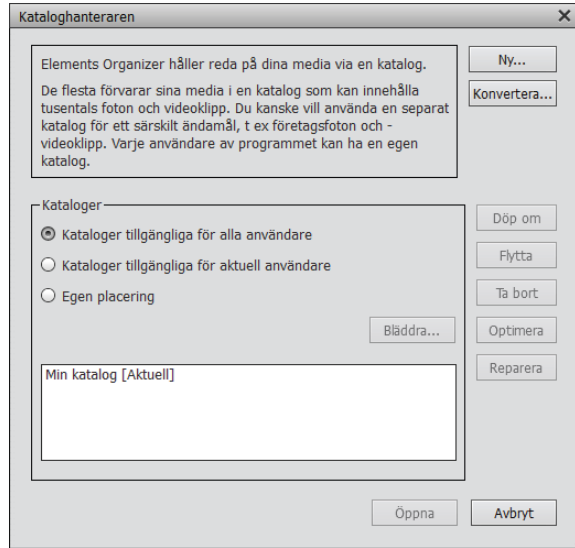 Kataloghanteraren
Elements Organizer håller reda på dina media via en katalog.
De flesta förvarar sina media i en katalog som kan innehålla
tusentals foton och videoklipp. Du kanske vill använda en separat
katalog för ett särskilt ändamål, t ex företagsfoton och -
videoklipp. Varje användare av programmet kan ha en egen
katalog.
Ny...
Konvertera...
Kataloger
Kataloger tillgängliga för alla användare
Kataloger tillgängliga för aktuell användare
Egen placering
Bläddra...
Min katalog [Aktuell]
Döp om
Flytta
Ta bort
Optimera
Reparera
Öppna
Avbryt